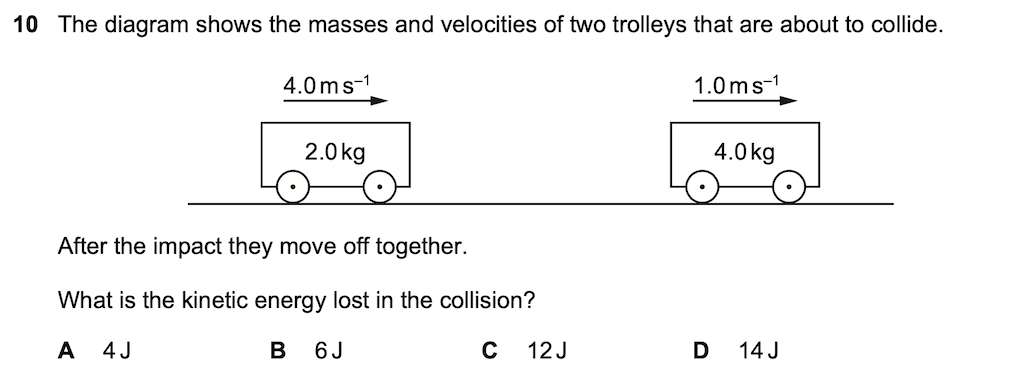 10 The diagram shows the masses and velocities of two trolleys that are about to collide.
4.0 m s⁻¹ 1.0 m s⁻¹
2.0 kg 4.0 kg
After the impact they move off together.
What is the kinetic energy lost in the collision?
A 4 J B 6 J C 12 J D 14 J